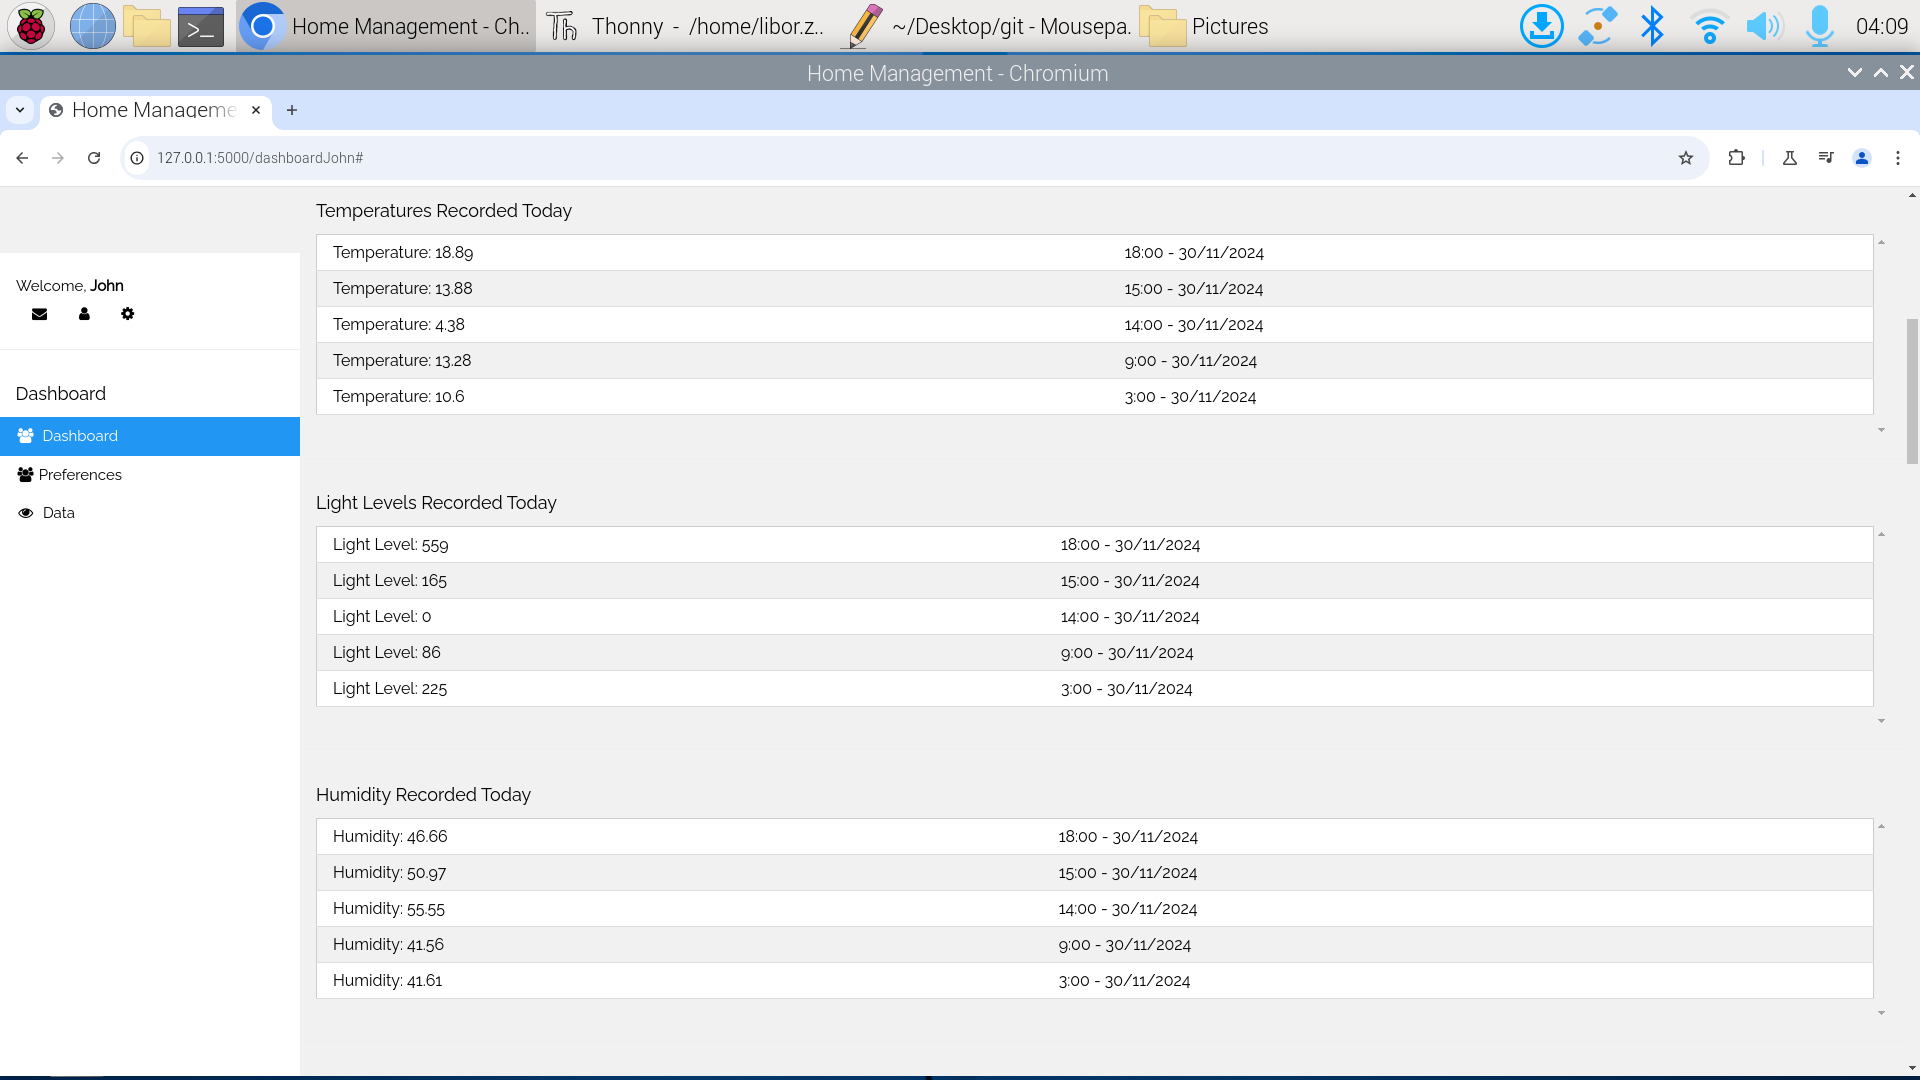 Home Management - Ch..
Thonny - /home/libor.z..
~/Desktop/git - Mousepa.
Pictures
04:09
Home Management - Chromium
Home Manageme
127.0.0.1:5000/dashboardJohn#
Welcome, John
Dashboard
Dashboard
Preferences
Data
Temperatures Recorded Today
Temperature: 18.89 18:00 - 30/11/2024
Temperature: 13.88 15:00 - 30/11/2024
Temperature: 4.38 14:00 - 30/11/2024
Temperature: 13.28 9:00 - 30/11/2024
Temperature: 10.6 3:00 - 30/11/2024
Light Levels Recorded Today
Light Level: 559 18:00 - 30/11/2024
Light Level: 165 15:00 - 30/11/2024
Light Level: 0 14:00 - 30/11/2024
Light Level: 86 9:00 - 30/11/2024
Light Level: 225 3:00 - 30/11/2024
Humidity Recorded Today
Humidity: 46.66 18:00 - 30/11/2024
Humidity: 50.97 15:00 - 30/11/2024
Humidity: 55.55 14:00 - 30/11/2024
Humidity: 41.56 9:00 - 30/11/2024
Humidity: 41.61 3:00 - 30/11/2024